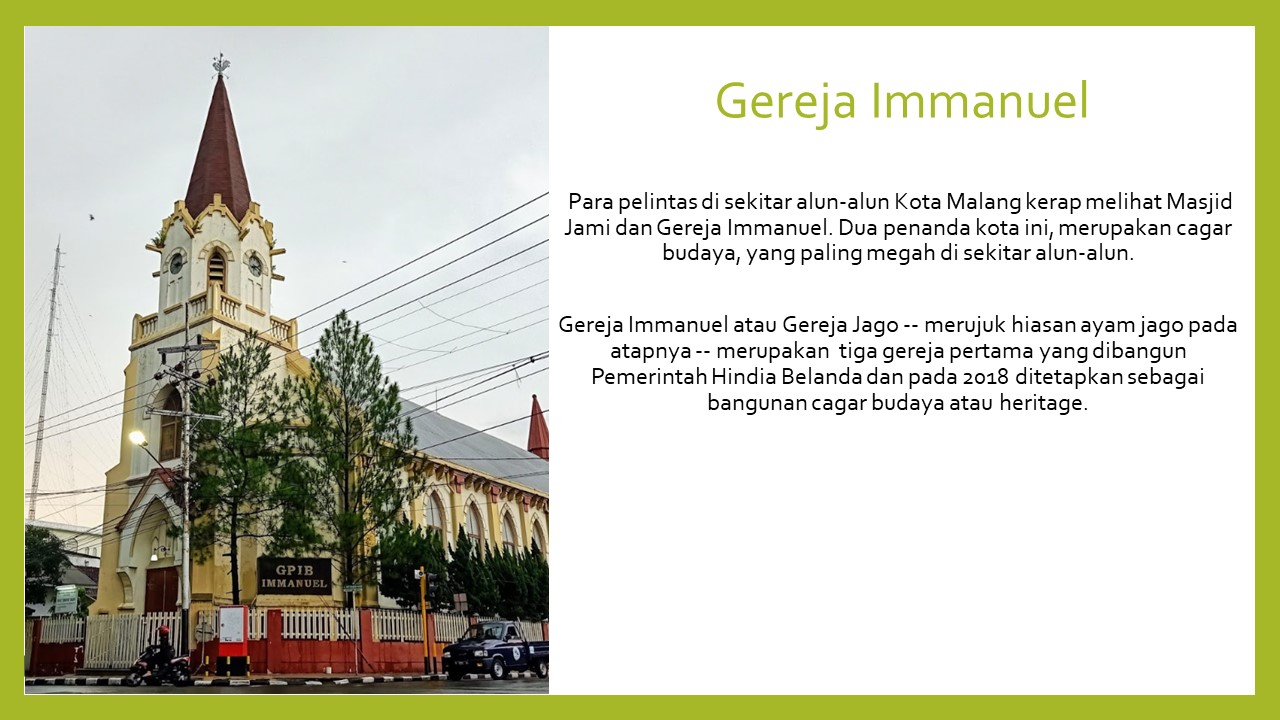 Gereja Immanuel
Para pelintas di sekitar alun-alun Kota Malang kerap melihat Masjid
Jami dan Gereja Immanuel. Dua penanda kota ini, merupakan cagar
budaya, yang paling megah di sekitar alun-alun.
Gereja Immanuel atau Gereja Jago -- merujuk hiasan ayam jago pada
atapnya -- merupakan  tiga gereja pertama yang dibangun
Pemerintah Hindia Belanda dan pada 2018 ditetapkan sebagai
bangunan cagar budaya atau heritage.
GPIB
IMMANUEL